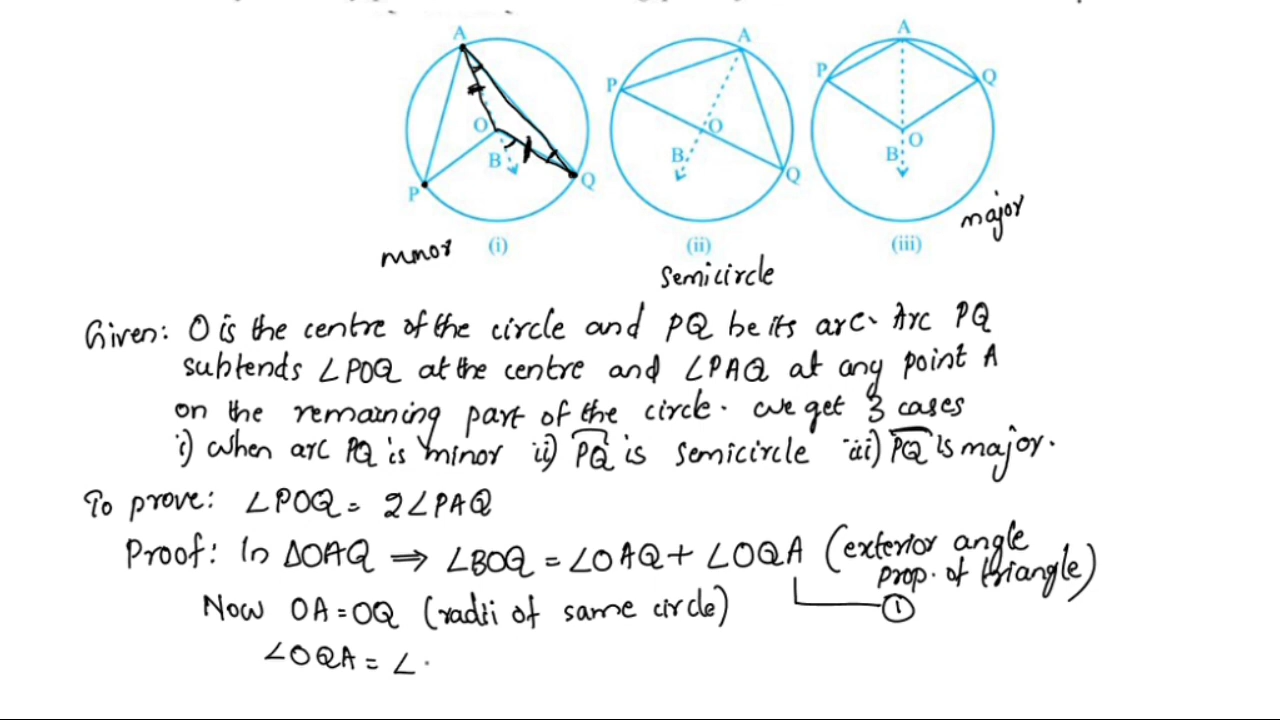 A
A
A
P
Q
P
O
O
O
B
B
B
Q
Q
P
minor
(i)
(ii)
(iii)
major
Semicircle
Given: O is the centre of the circle and PQ be its arc. Arc PQ
subtends ∠POQ at the centre and ∠PAQ at any point A
on the remaining part of the circle. we get 3 cases
i) when arc PQ is minor ii) P͡Q is semicircle iii) P͡Q is major.
To prove: ∠POQ = 2∠PAQ
Proof: In ΔOAQ ⟹ ∠BOQ = ∠OAQ + ∠OQA (exterior angle
prop. of triangle)
Now OA = OQ (radii of same circle)
①
∠OQA = ∠